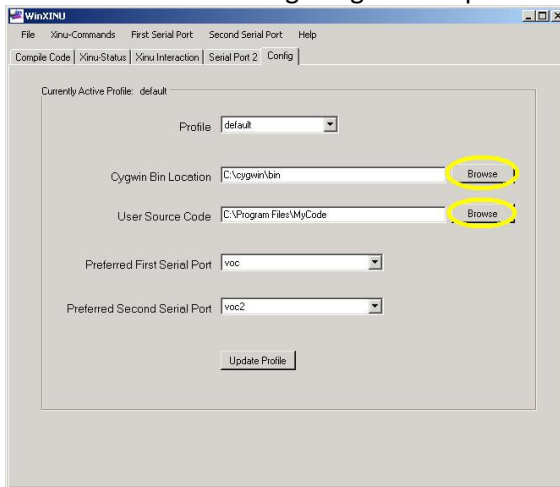 WinXINU
File Xinu-Commands First Serial Port Second Serial Port Help
Compile Code Xinu-Status Xinu Interaction Serial Port 2 Config
Currently Active Profile: default
Profile default
Cygwin Bin Location C:\cygwin\bin Browse
User Source Code C:\Program Files\MyCode Browse
Preferred First Serial Port voc
Preferred Second Serial Port voc2
Update Profile